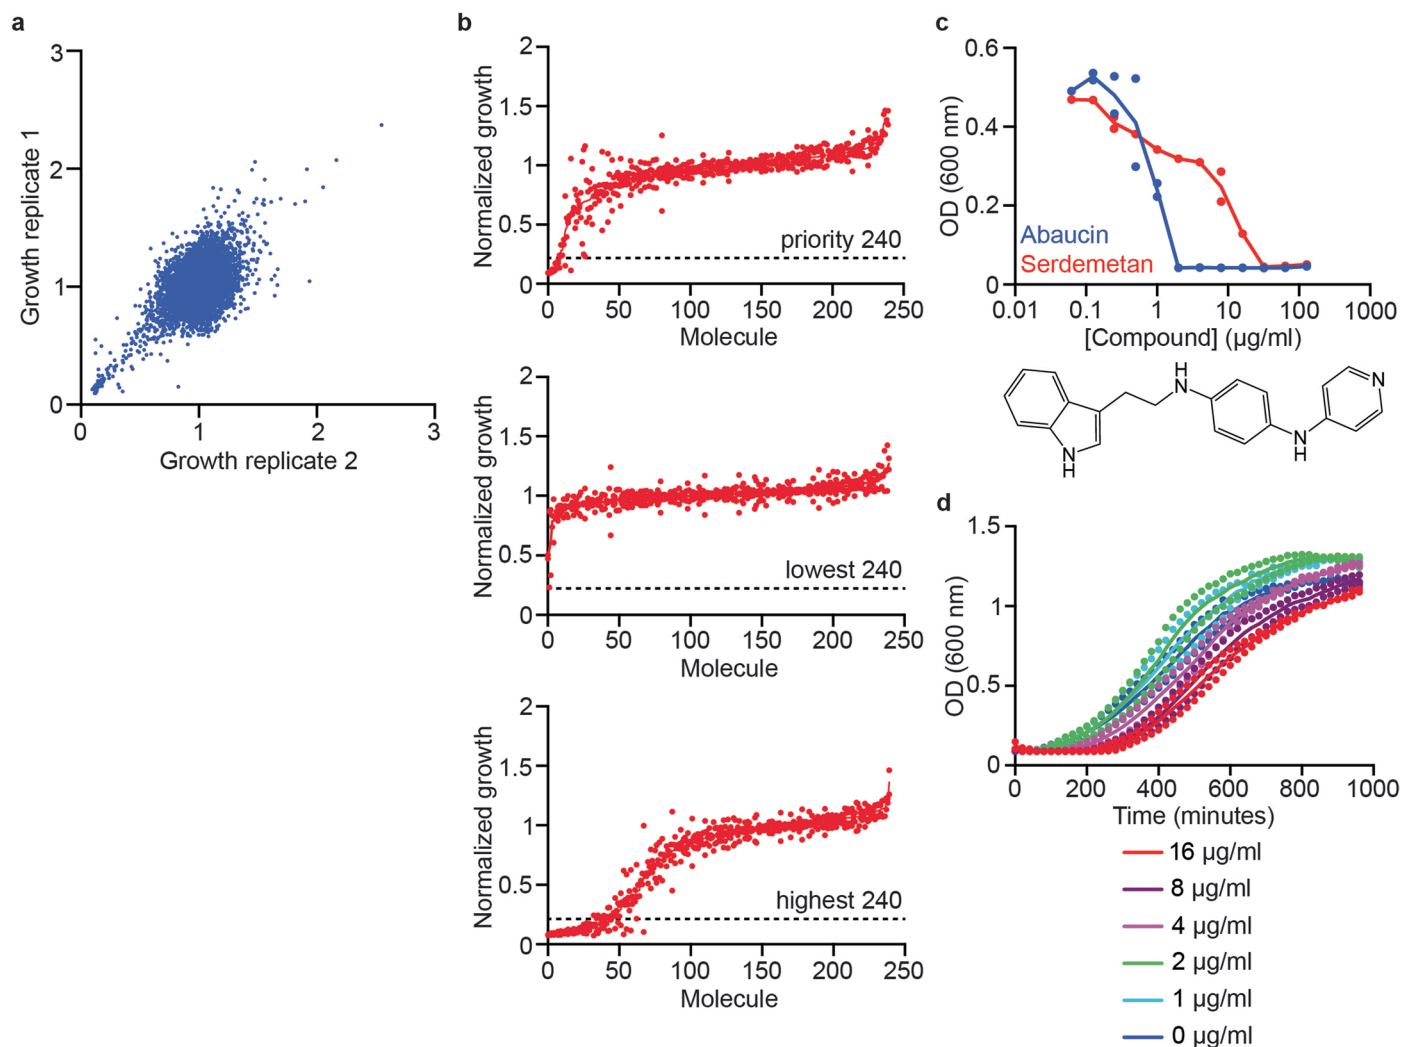 a
3
2
1
0
0
1
2
3
Growth replicate 1
Growth replicate 2
b
2
1.5
1
0.5
0
Normalized growth
priority 240
0
50
100
150
200
250
Molecule
2
1.5
1
0.5
0
Normalized growth
lowest 240
0
50
100
150
200
250
Molecule
2
1.5
1
0.5
0
Normalized growth
highest 240
0
50
100
150
200
250
Molecule
c
0.6
0.4
0.2
0
OD (600 nm)
Abaucin
Serdemetan
0.01
0.1
1
10
100
1000
[Compound] (µg/ml)
H
N
N
H
N
H
N
d
1.5
1
0.5
0
OD (600 nm)
0
200
400
600
800
1000
Time (minutes)
16 µg/ml
8 µg/ml
4 µg/ml
2 µg/ml
1 µg/ml
0 µg/ml